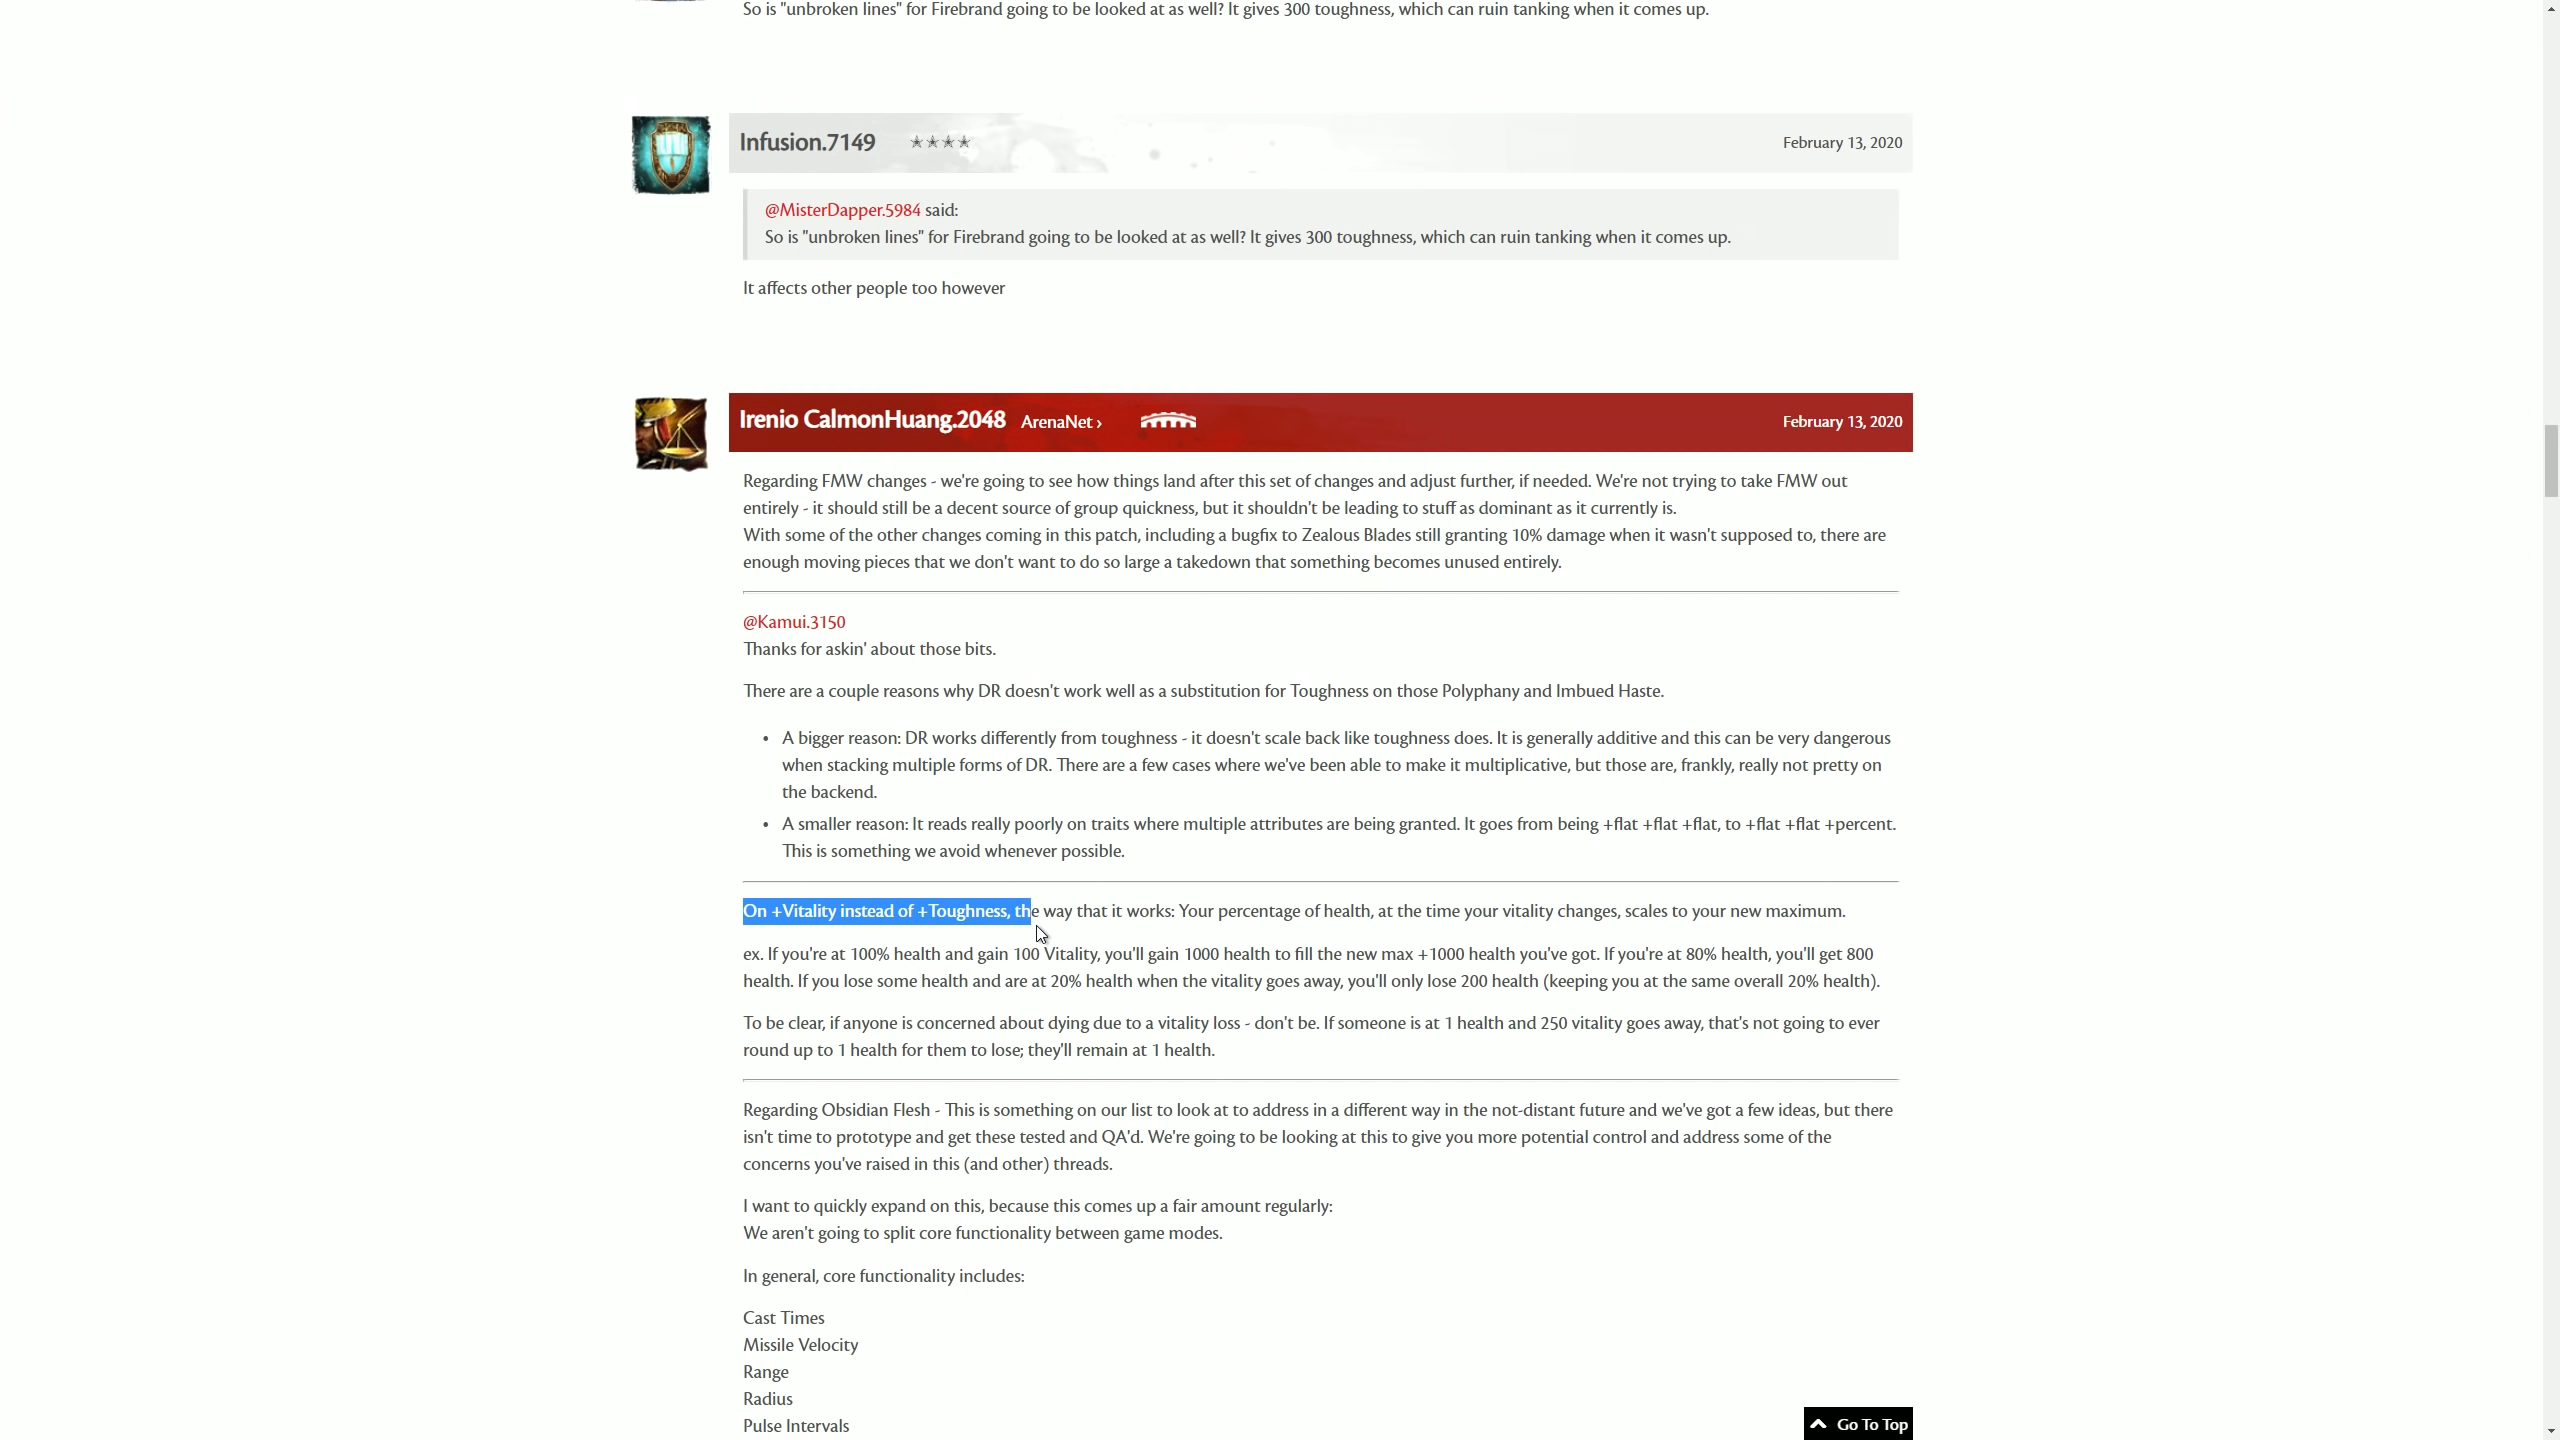 So is "unbroken lines" for Firebrand going to be looked at as well? It gives 300 toughness, which can ruin tanking when it comes up.
Infusion.7149 ★★★★ February 13, 2020
@MisterDapper.5984 said:
So is "unbroken lines" for Firebrand going to be looked at as well? It gives 300 toughness, which can ruin tanking when it comes up.
It affects other people too however
Irenio CalmonHuang.2048 ArenaNet › February 13, 2020
Regarding FMW changes - we're going to see how things land after this set of changes and adjust further, if needed. We're not trying to take FMW out
entirely - it should still be a decent source of group quickness, but it shouldn't be leading to stuff as dominant as it currently is.
With some of the other changes coming in this patch, including a bugfix to Zealous Blades still granting 10% damage when it wasn't supposed to, there are
enough moving pieces that we don't want to do so large a takedown that something becomes unused entirely.
@Kamui.3150
Thanks for askin' about those bits.
There are a couple reasons why DR doesn't work well as a substitution for Toughness on those Polyphany and Imbued Haste.
• A bigger reason: DR works differently from toughness - it doesn't scale back like toughness does. It is generally additive and this can be very dangerous
when stacking multiple forms of DR. There are a few cases where we've been able to make it multiplicative, but those are, frankly, really not pretty on
the backend.
• A smaller reason: It reads really poorly on traits where multiple attributes are being granted. It goes from being +flat +flat +flat, to +flat +flat +percent.
This is something we avoid whenever possible.
On +Vitality instead of +Toughness, the way that it works: Your percentage of health, at the time your vitality changes, scales to your new maximum.
ex. If you're at 100% health and gain 100 Vitality, you'll gain 1000 health to fill the new max +1000 health you've got. If you're at 80% health, you'll get 800
health. If you lose some health and are at 20% health when the vitality goes away, you'll only lose 200 health (keeping you at the same overall 20% health).
To be clear, if anyone is concerned about dying due to a vitality loss - don't be. If someone is at 1 health and 250 vitality goes away, that's not going to ever
round up to 1 health for them to lose; they'll remain at 1 health.
Regarding Obsidian Flesh - This is something on our list to look at to address in a different way in the not-distant future and we've got a few ideas, but there
isn't time to prototype and get these tested and QA'd. We're going to be looking at this to give you more potential control and address some of the
concerns you've raised in this (and other) threads.
I want to quickly expand on this, because this comes up a fair amount regularly:
We aren't going to split core functionality between game modes.
In general, core functionality includes:
Cast Times
Missile Velocity
Range
Radius
Pulse Intervals
Go To Top